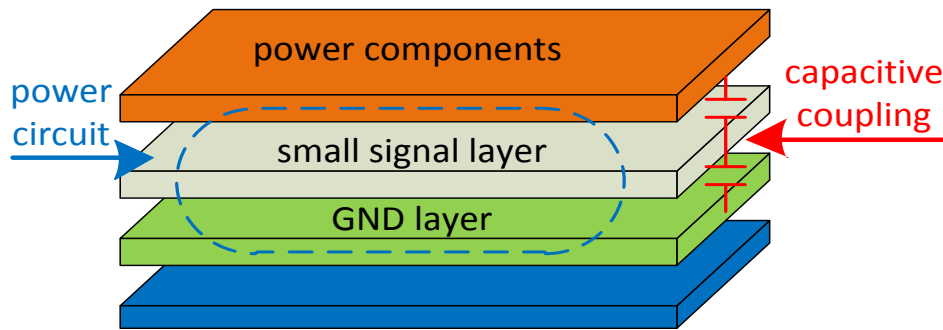 power components
power
circuit
capacitive
coupling
small signal layer
GND layer